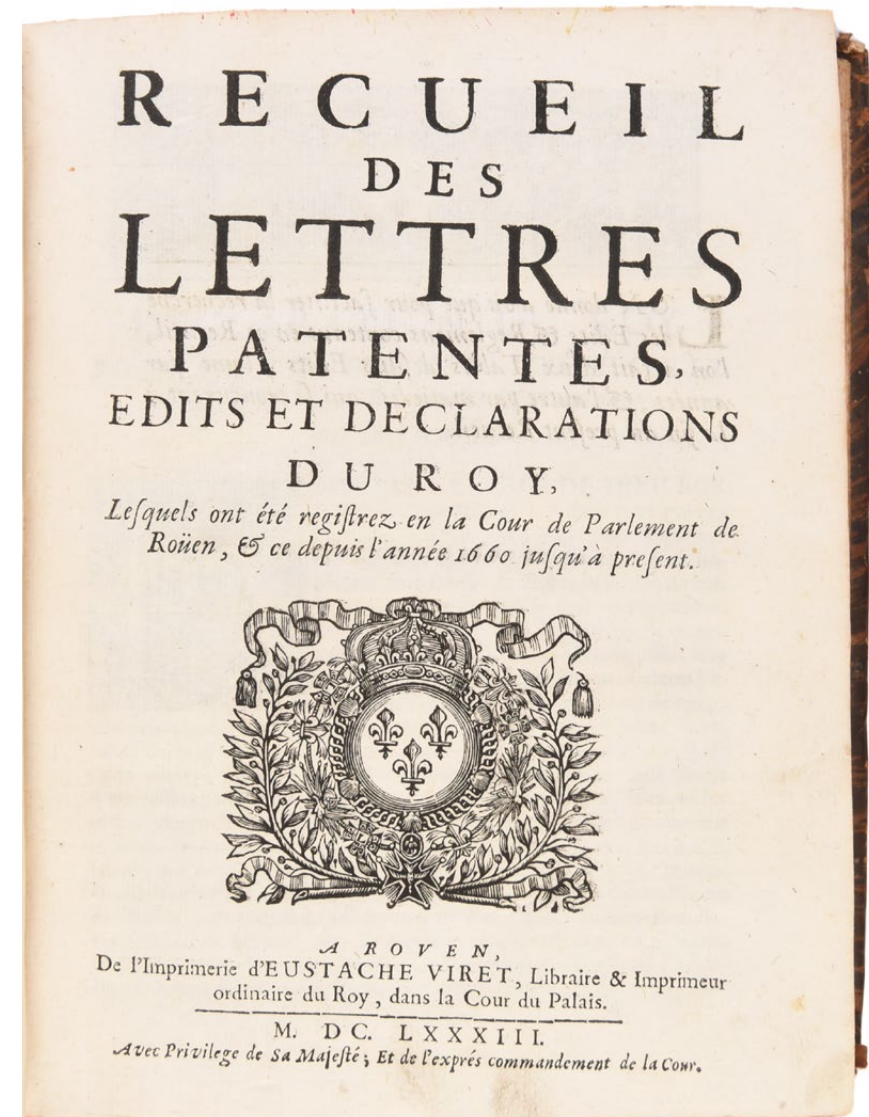 RECUEIL
DES
LETTRES
PATENTES,
EDITS ET DECLARATIONS
DU ROY,
Leſquels ont été regiſtrez en la Cour de Parlement de
Roüen, & ce depuis l'année 1660 juſqu'à preſent.
A ROVEN,
De l'Imprimerie d'EUSTACHE VIRET, Libraire & Imprimeur
ordinaire du Roy, dans la Cour du Palais.
M. DC. LXXXIII.
Avec Privilege de Sa Majeſté; Et de l'exprés commandement de la Cour.